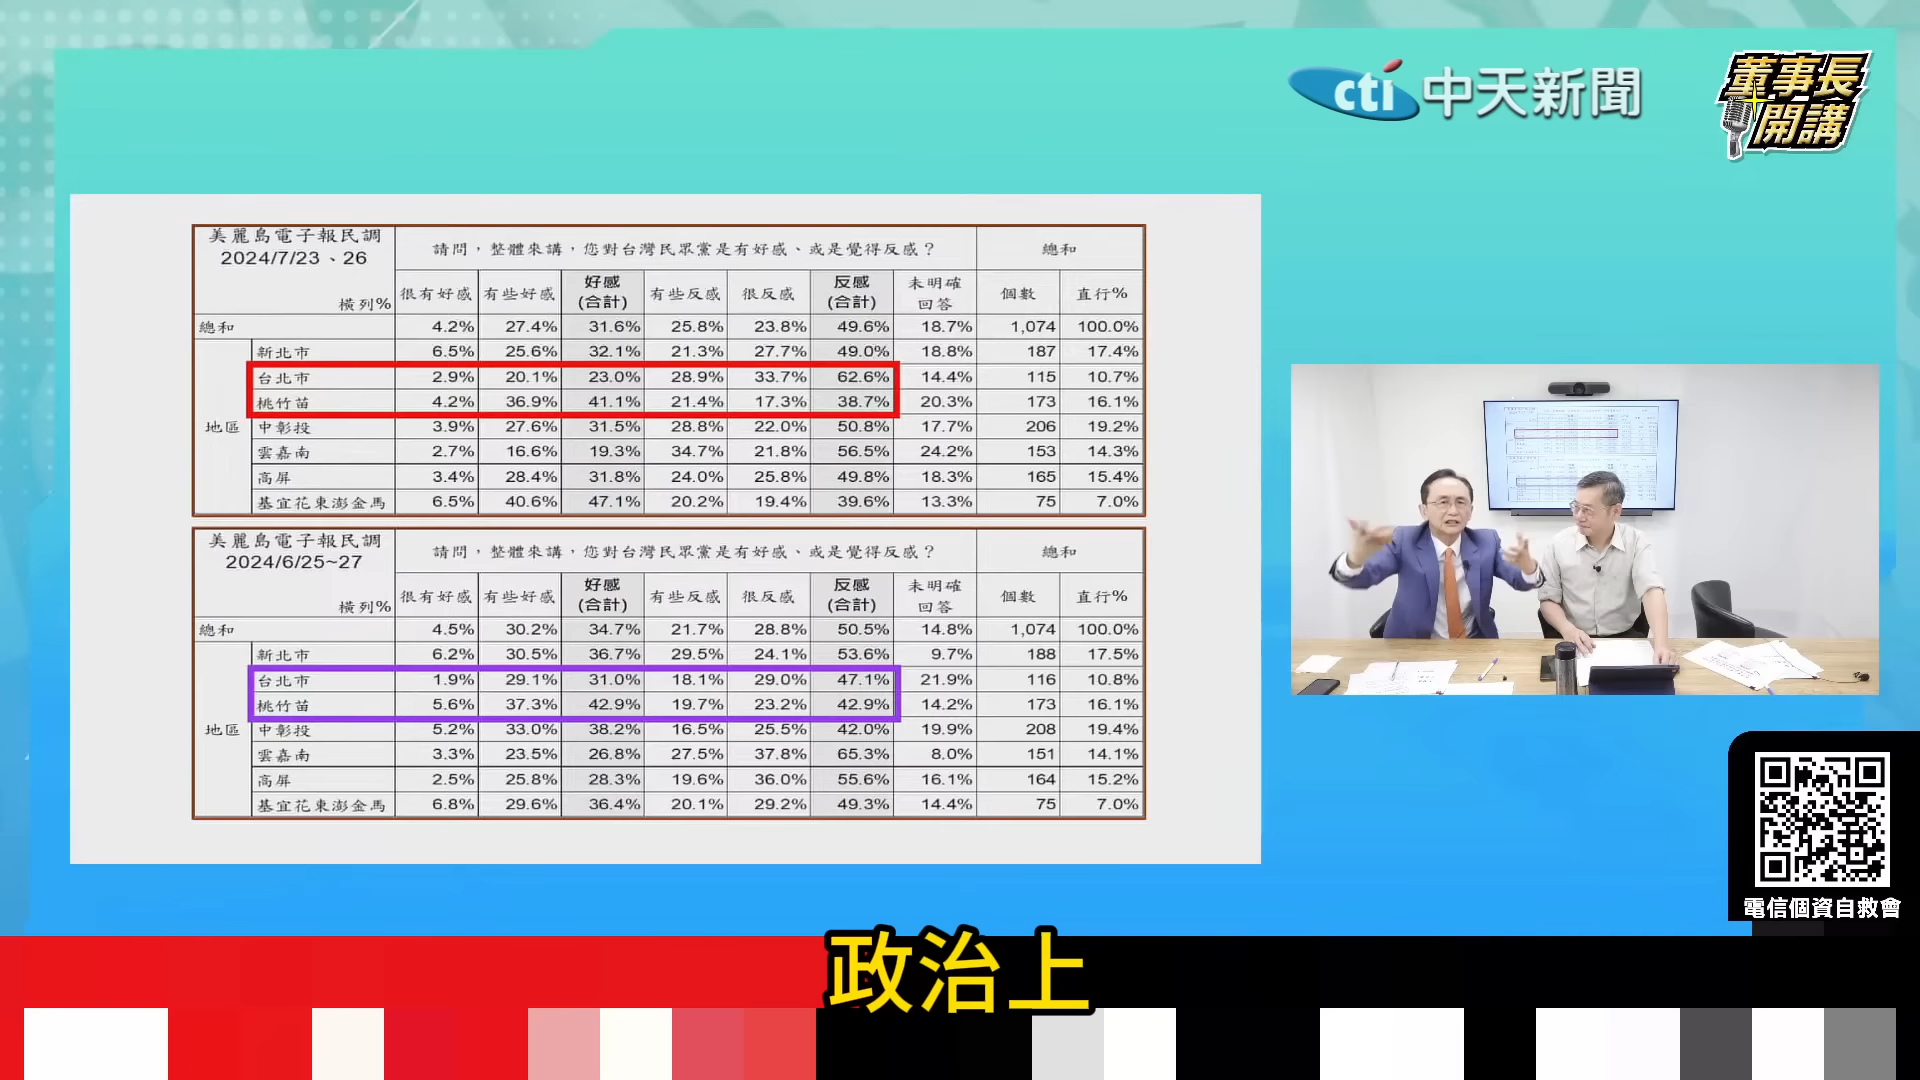 cti 中天新聞
董事長
開講
美麗島電子報民調
2024/7/23、26
橫列%
請問，整體來講，您對台灣民眾黨是有好感、或是覺得反感？
總和
很有好感 有些好感 好感(合計) 有些反感 很反感 反感(合計) 未明確回答 個數 直行%
總和 4.2% 27.4% 31.6% 25.8% 23.8% 49.6% 18.7% 1,074 100.0%
地區
新北市 6.5% 25.6% 32.1% 21.3% 27.7% 49.0% 18.8% 187 17.4%
台北市 2.9% 20.1% 23.0% 28.9% 33.7% 62.6% 14.4% 115 10.7%
桃竹苗 4.2% 36.9% 41.1% 21.4% 17.3% 38.7% 20.3% 173 16.1%
中彰投 3.9% 27.6% 31.5% 28.8% 22.0% 50.8% 17.7% 206 19.2%
雲嘉南 2.7% 16.6% 19.3% 34.7% 21.8% 56.5% 24.2% 153 14.3%
高屏 3.4% 28.4% 31.8% 24.0% 25.8% 49.8% 18.3% 165 15.4%
基宜花東澎金馬 6.5% 40.6% 47.1% 20.2% 19.4% 39.6% 13.3% 75 7.0%
美麗島電子報民調
2024/6/25~27
橫列%
請問，整體來講，您對台灣民眾黨是有好感、或是覺得反感？
總和
很有好感 有些好感 好感(合計) 有些反感 很反感 反感(合計) 未明確回答 個數 直行%
總和 4.5% 30.2% 34.7% 21.7% 28.8% 50.5% 14.8% 1,074 100.0%
地區
新北市 6.2% 30.5% 36.7% 29.5% 24.1% 53.6% 9.7% 188 17.5%
台北市 1.9% 29.1% 31.0% 18.1% 29.0% 47.1% 21.9% 116 10.8%
桃竹苗 5.6% 37.3% 42.9% 19.7% 23.2% 42.9% 14.2% 173 16.1%
中彰投 5.2% 33.0% 38.2% 16.5% 25.5% 42.0% 19.9% 208 19.4%
雲嘉南 3.3% 23.5% 26.8% 27.5% 37.8% 65.3% 8.0% 151 14.1%
高屏 2.5% 25.8% 28.3% 19.6% 36.0% 55.6% 16.1% 164 15.2%
基宜花東澎金馬 6.8% 29.6% 36.4% 20.1% 29.2% 49.3% 14.4% 75 7.0%
電信個資自救會
政治上